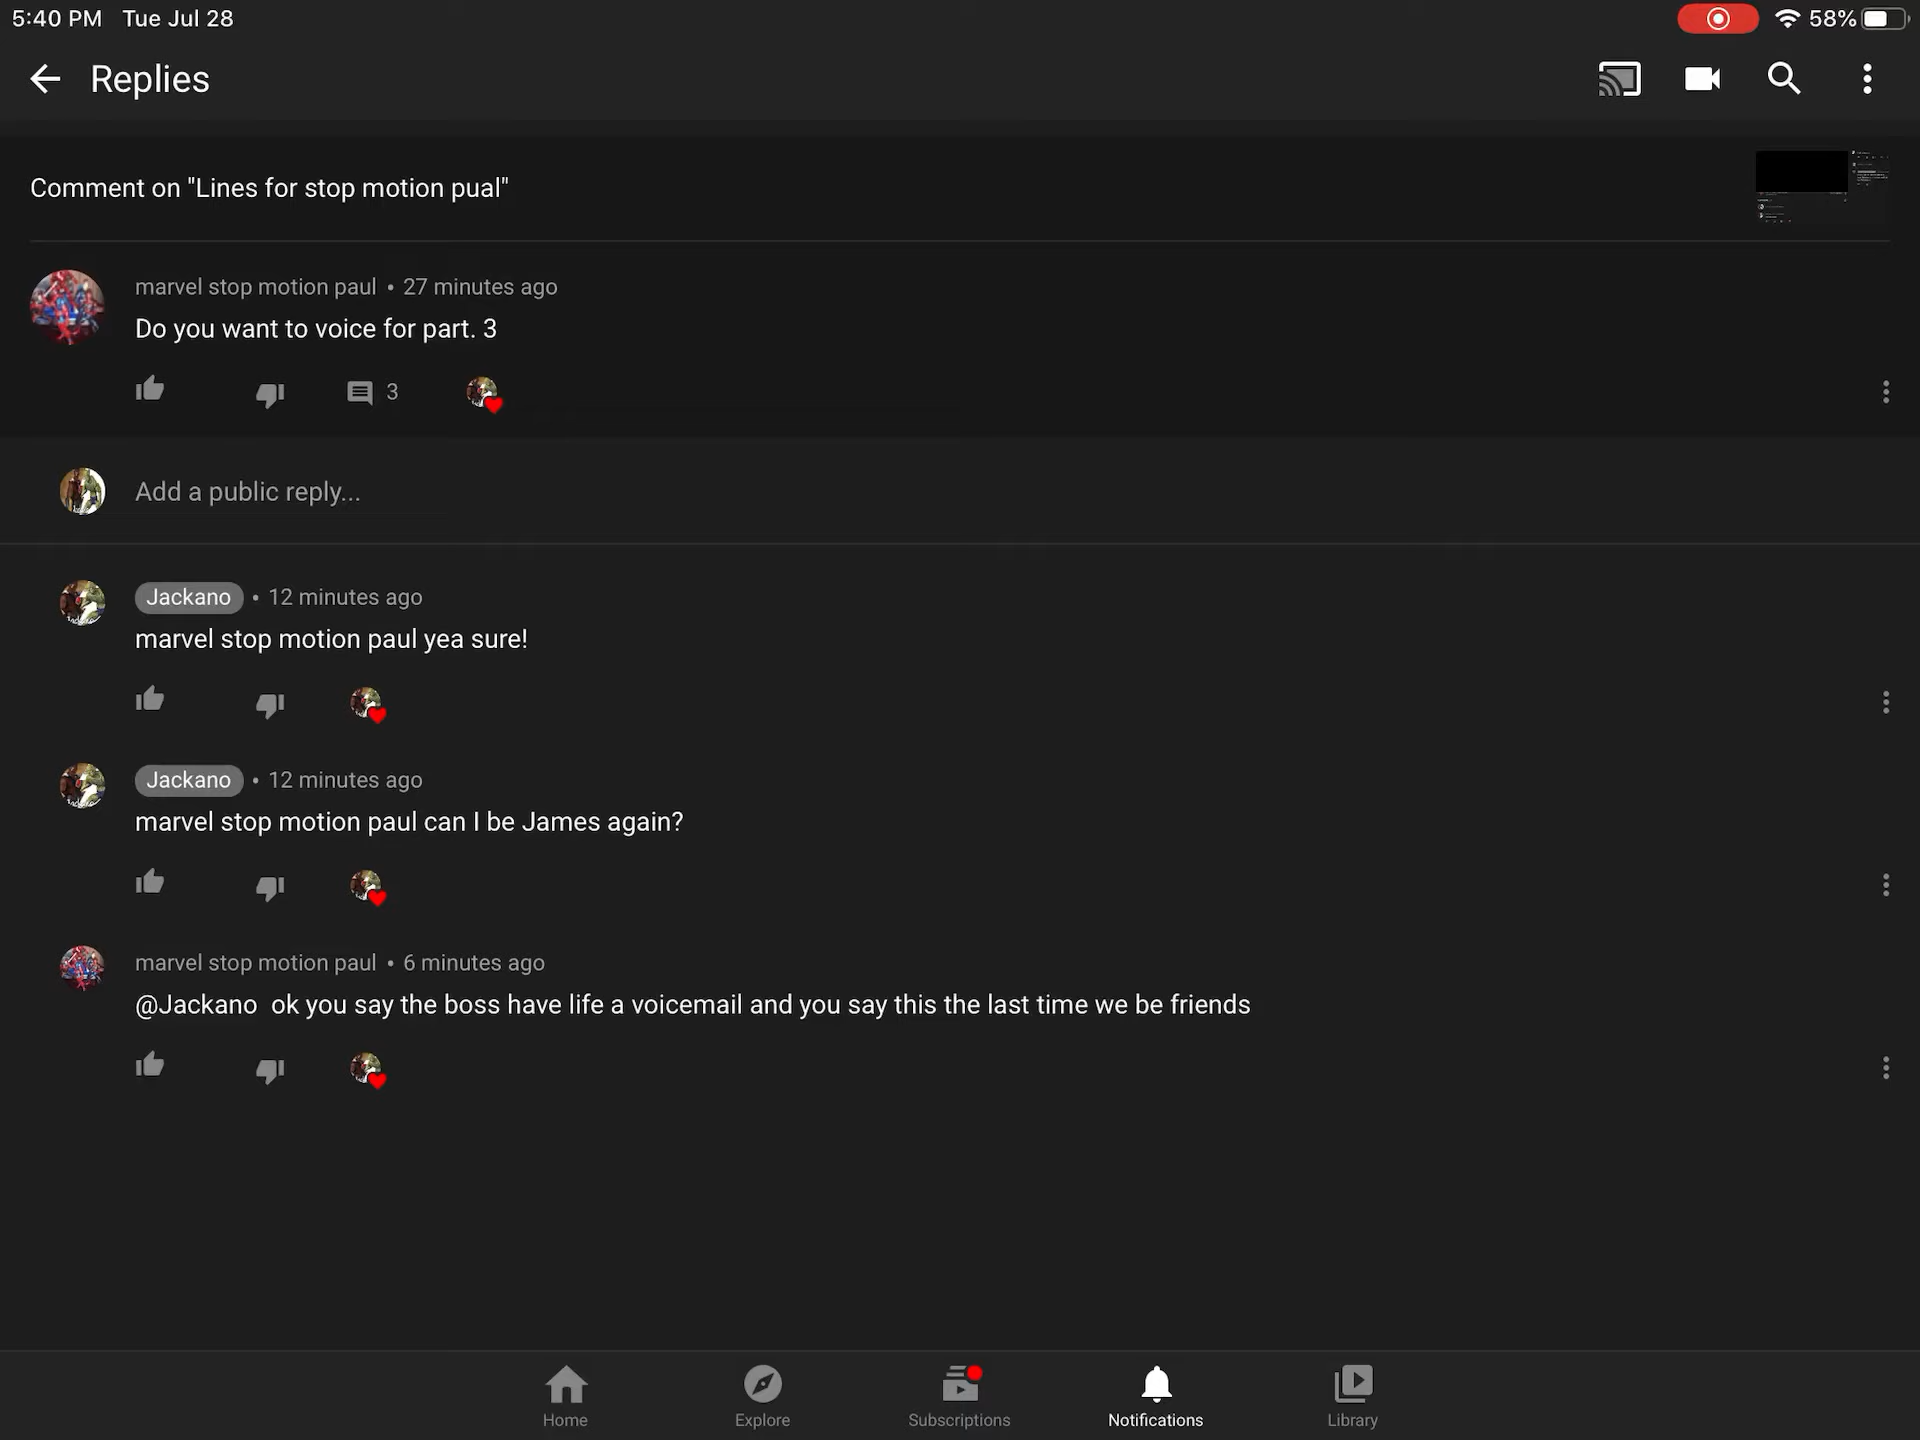 5:40 PM Tue Jul 28 58%
Replies
Comment on "Lines for stop motion pual"
marvel stop motion paul • 27 minutes ago
Do you want to voice for part. 3
3
Add a public reply...
Jackano • 12 minutes ago
marvel stop motion paul yea sure!
Jackano • 12 minutes ago
marvel stop motion paul can I be James again?
marvel stop motion paul • 6 minutes ago
@Jackano ok you say the boss have life a voicemail and you say this the last time we be friends
Home Explore Subscriptions Notifications Library